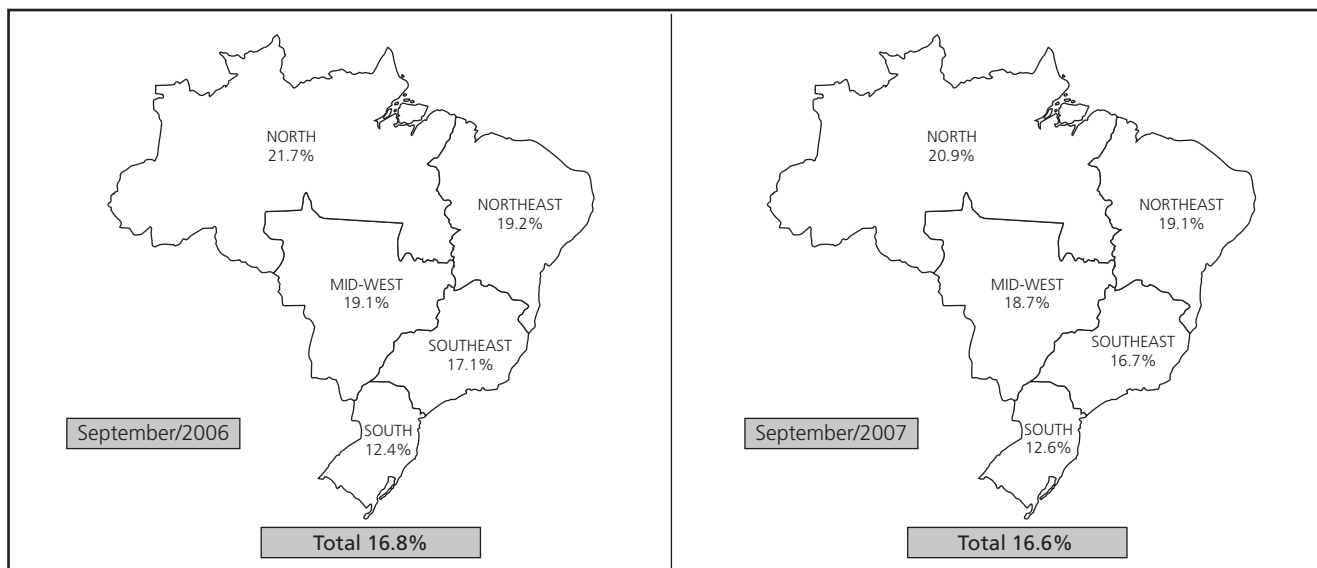 NORTH
21.7%
NORTHEAST
19.2%
MID-WEST
19.1%
SOUTHEAST
17.1%
SOUTH
12.4%
September/2006
Total 16.8%
NORTH
20.9%
NORTHEAST
19.1%
MID-WEST
18.7%
SOUTHEAST
16.7%
SOUTH
12.6%
September/2007
Total 16.6%